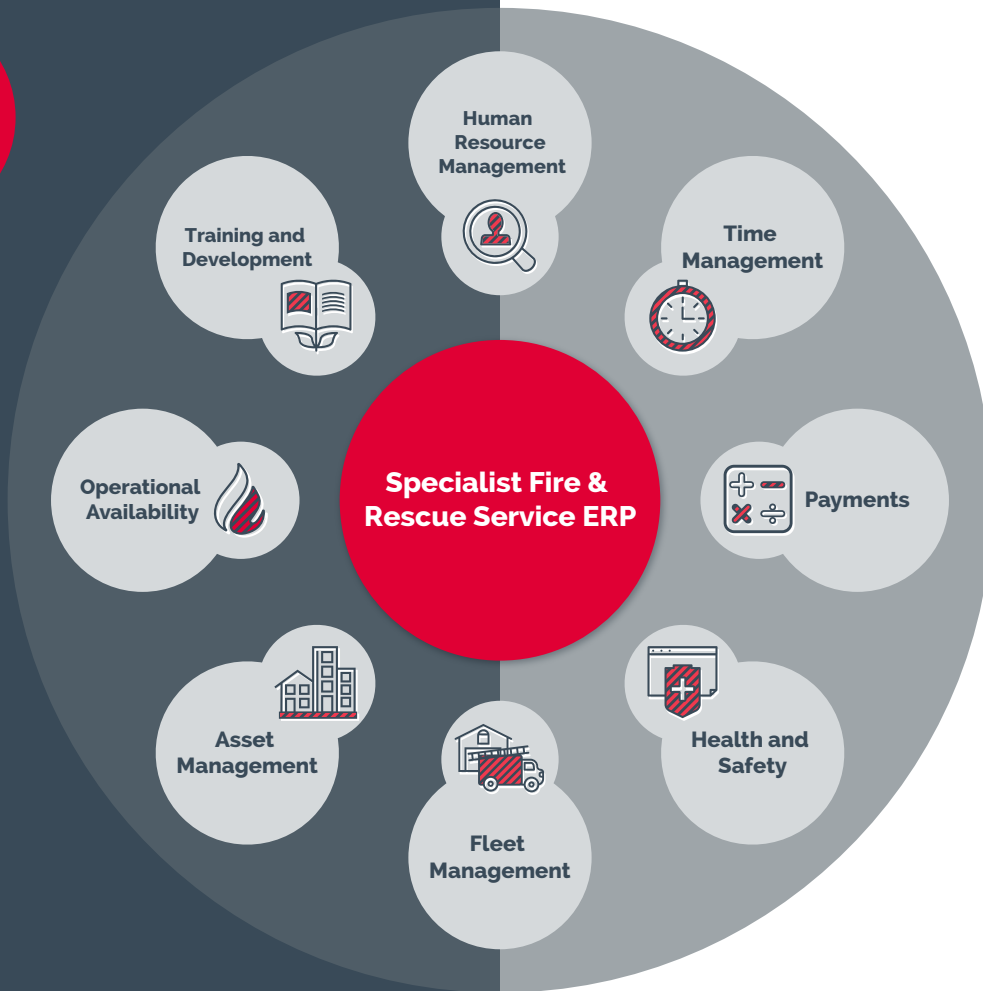 Human
Resource
Management
Training and
Development
Time
Management
Operational
Availability
Specialist Fire &
Rescue Service ERP
Payments
Asset
Management
Health and
Safety
Fleet
Management